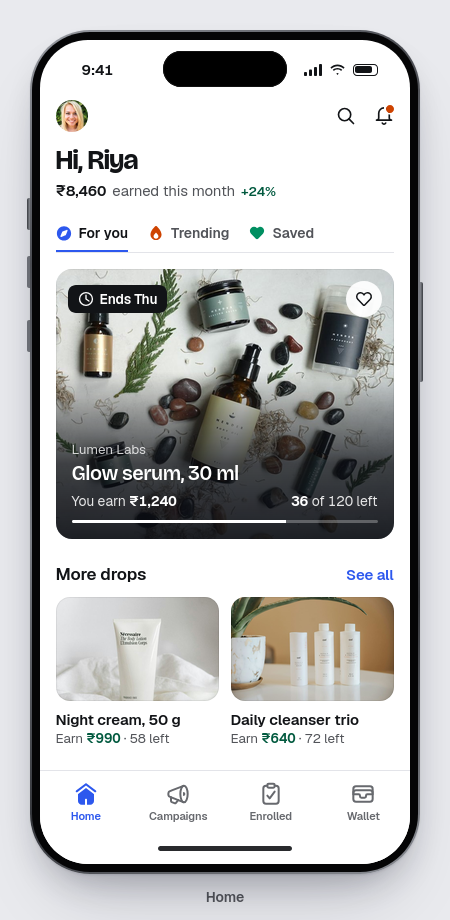 9:41
Hi, Riya
₹8,460 earned this month +24%
For you Trending Saved
Ends Thu
Lumen Labs
Glow serum, 30 ml
You earn ₹1,240 36 of 120 left
More drops See all
Night cream, 50 g Daily cleanser trio
Earn ₹990 · 58 left Earn ₹640 · 72 left
Home Campaigns Enrolled Wallet
Home